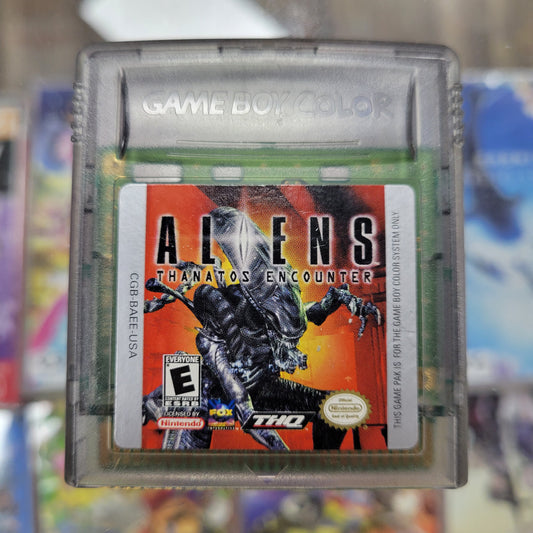 GAME BOY COLOR
ALIENS
THANATOS ENCOUNTER
CGB-BAEE-USA
THIS GAME PAK IS FOR THE GAME BOY COLOR SYSTEM ONLY
EVERYONE
E
CONTENT RATED BY
ESRB
LICENSED BY
Nintendo
FOX
INTERACTIVE
THQ
Official
Nintendo
Seal of Quality